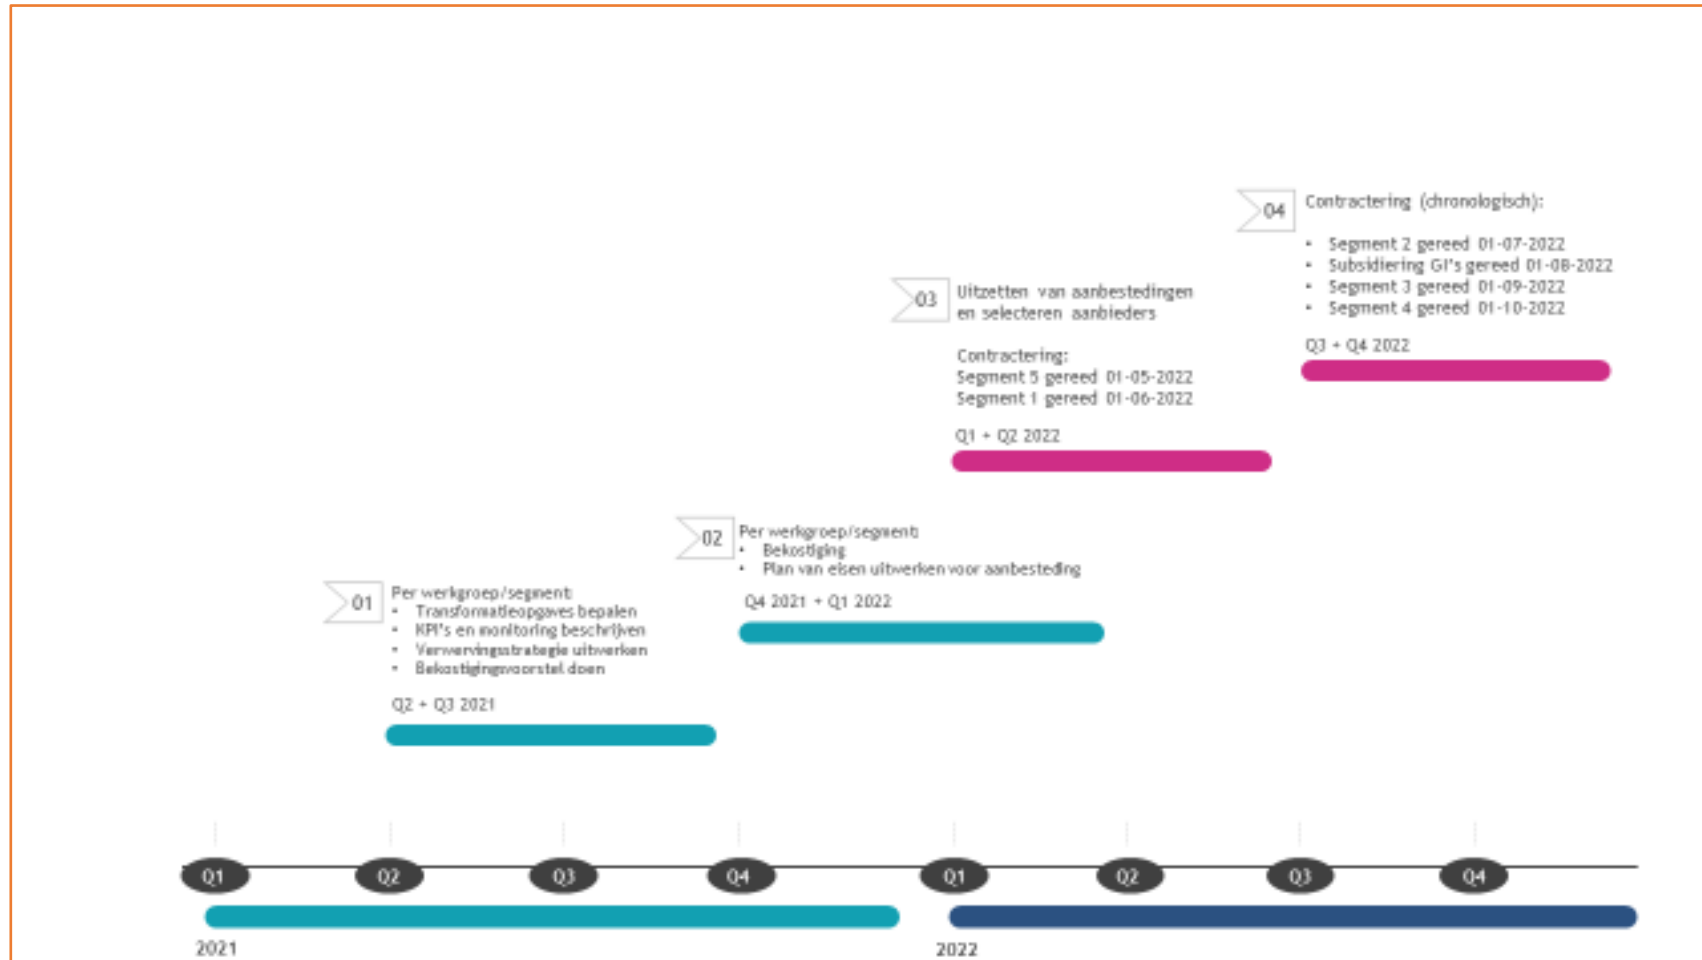 04
Contractering (chronologisch):
• Segment 2 gereed 01-07-2022
• Subsidiering GI's gereed 01-08-2022
• Segment 3 gereed 01-09-2022
• Segment 4 gereed 01-10-2022
Q3 + Q4 2022
03
Uitzetten van aanbestedingen
en selecteren aanbieders
Contractering:
Segment 5 gereed 01-05-2022
Segment 1 gereed 01-06-2022
Q1 + Q2 2022
02
Per werkgroep/segment:
• Bekostiging
• Plan van eisen uitwerken voor aanbesteding
Q4 2021 + Q1 2022
01
Per werkgroep/segment:
• Transformatieopgaves bepalen
• KPI's en monitoring beschrijven
• Verwervingsstrategie uitwerken
• Bekostigingsvoorstel doen
Q2 + Q3 2021
Q1 Q2 Q3 Q4 Q1 Q2 Q3 Q4
2021 2022